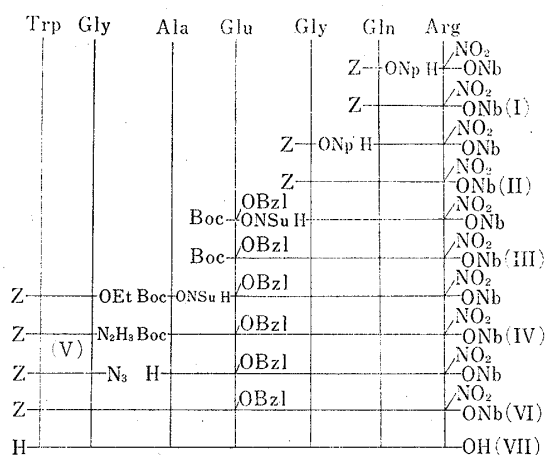 Trp Gly Ala Glu Gly Gln Arg
NO2
Z ONp H ONb
NO2
Z ONb(I)
NO2
Z ONp H ONb
NO2
Z ONb(II)
OBzl NO2
Boc ONSu H ONb
OBzl NO2
Boc ONb(III)
OBzl NO2
Z OEt Boc ONSu H ONb
OBzl NO2
Z N2H3 Boc ONb(IV)
(V)
OBzl NO2
Z N3 H ONb
OBzl NO2
Z ONb(VI)
H OH(VII)